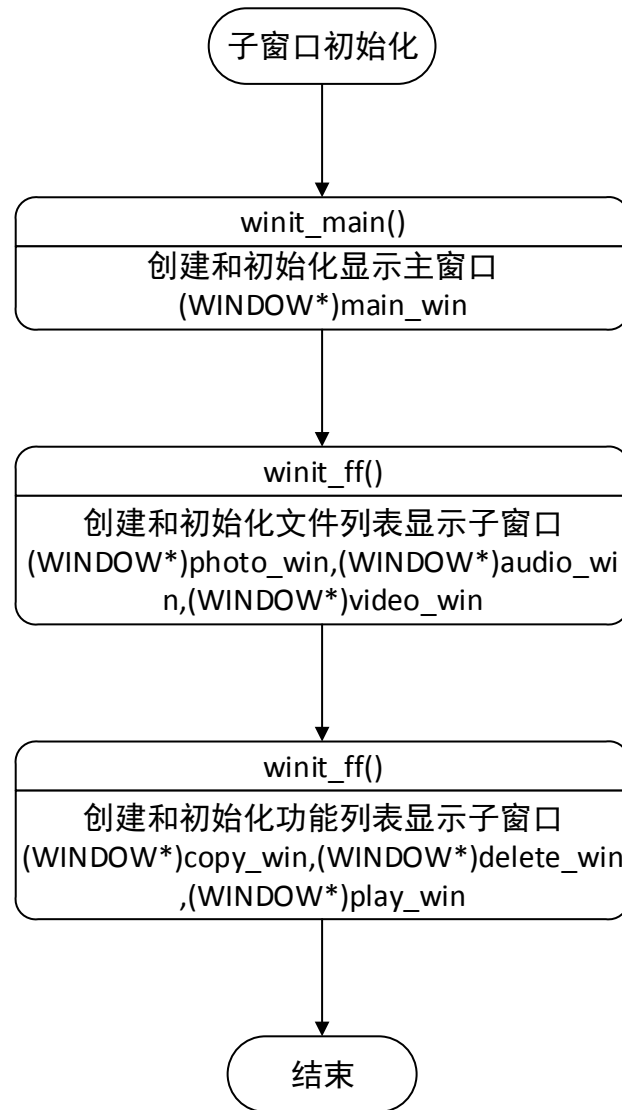 子窗口初始化
winit_main()
创建和初始化显示主窗口
(WINDOW*)main_win
winit_ff()
创建和初始化文件列表显示子窗口
(WINDOW*)photo_win,(WINDOW*)audio_wi
n,(WINDOW*)video_win
winit_ff()
创建和初始化功能列表显示子窗口
(WINDOW*)copy_win,(WINDOW*)delete_win
,(WINDOW*)play_win
结束